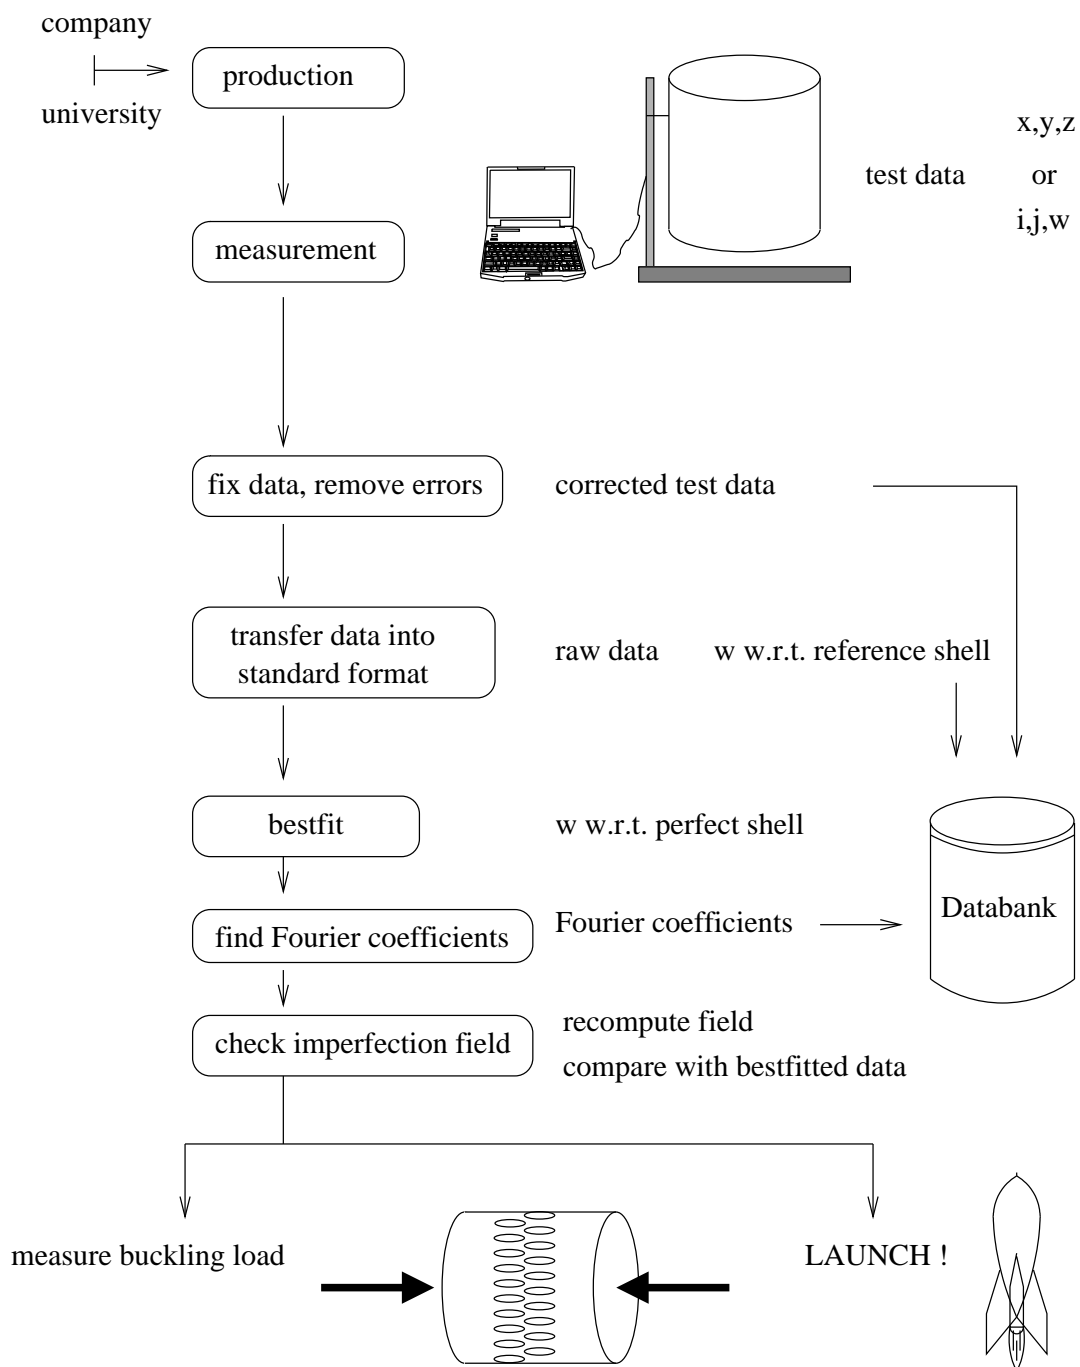 company
production
university
x,y,z
test data or
i,j,w
measurement
fix data, remove errors corrected test data
transfer data into
standard format
raw data w w.r.t. reference shell
bestfit w w.r.t. perfect shell
Databank
find Fourier coefficients Fourier coefficients
check imperfection field
recompute field
compare with bestfitted data
measure buckling load LAUNCH !